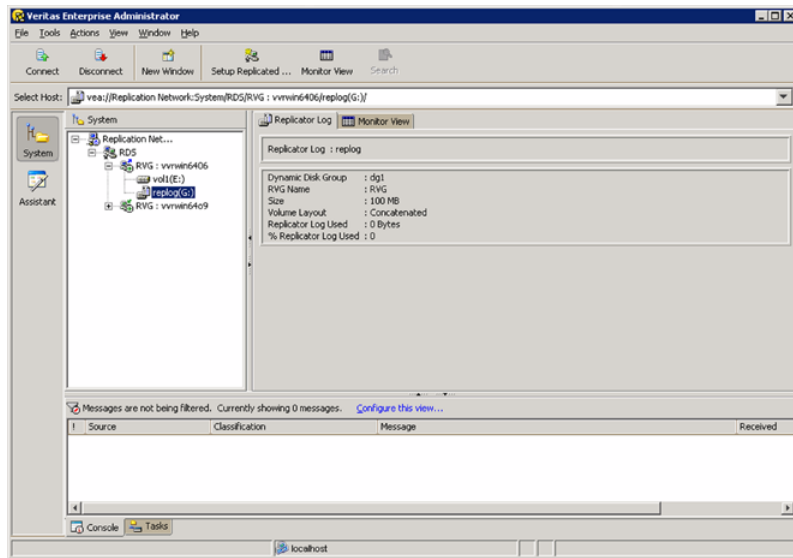 Veritas Enterprise Administrator
File Tools Actions View Window Help
Connect Disconnect New Window Setup Replicated ... Monitor View Search
Select Host: vea://Replication Network:System/RDS/RVG : vvrwin6406/replog(G:)/
System
Assistant
System
Replication Net...
RDS
RVG : vvrwin6406
vol1(E:)
replog(G:)
RVG : vvrwin64o9
Replicator Log Monitor View
Replicator Log : replog
Dynamic Disk Group : dg1
RVG Name : RVG
Size : 100 MB
Volume Layout : Concatenated
Replicator Log Used : 0 Bytes
% Replicator Log Used : 0
Messages are not being filtered. Currently showing 0 messages. Configure this view...
! Source Classification Message Received
Console Tasks
localhost